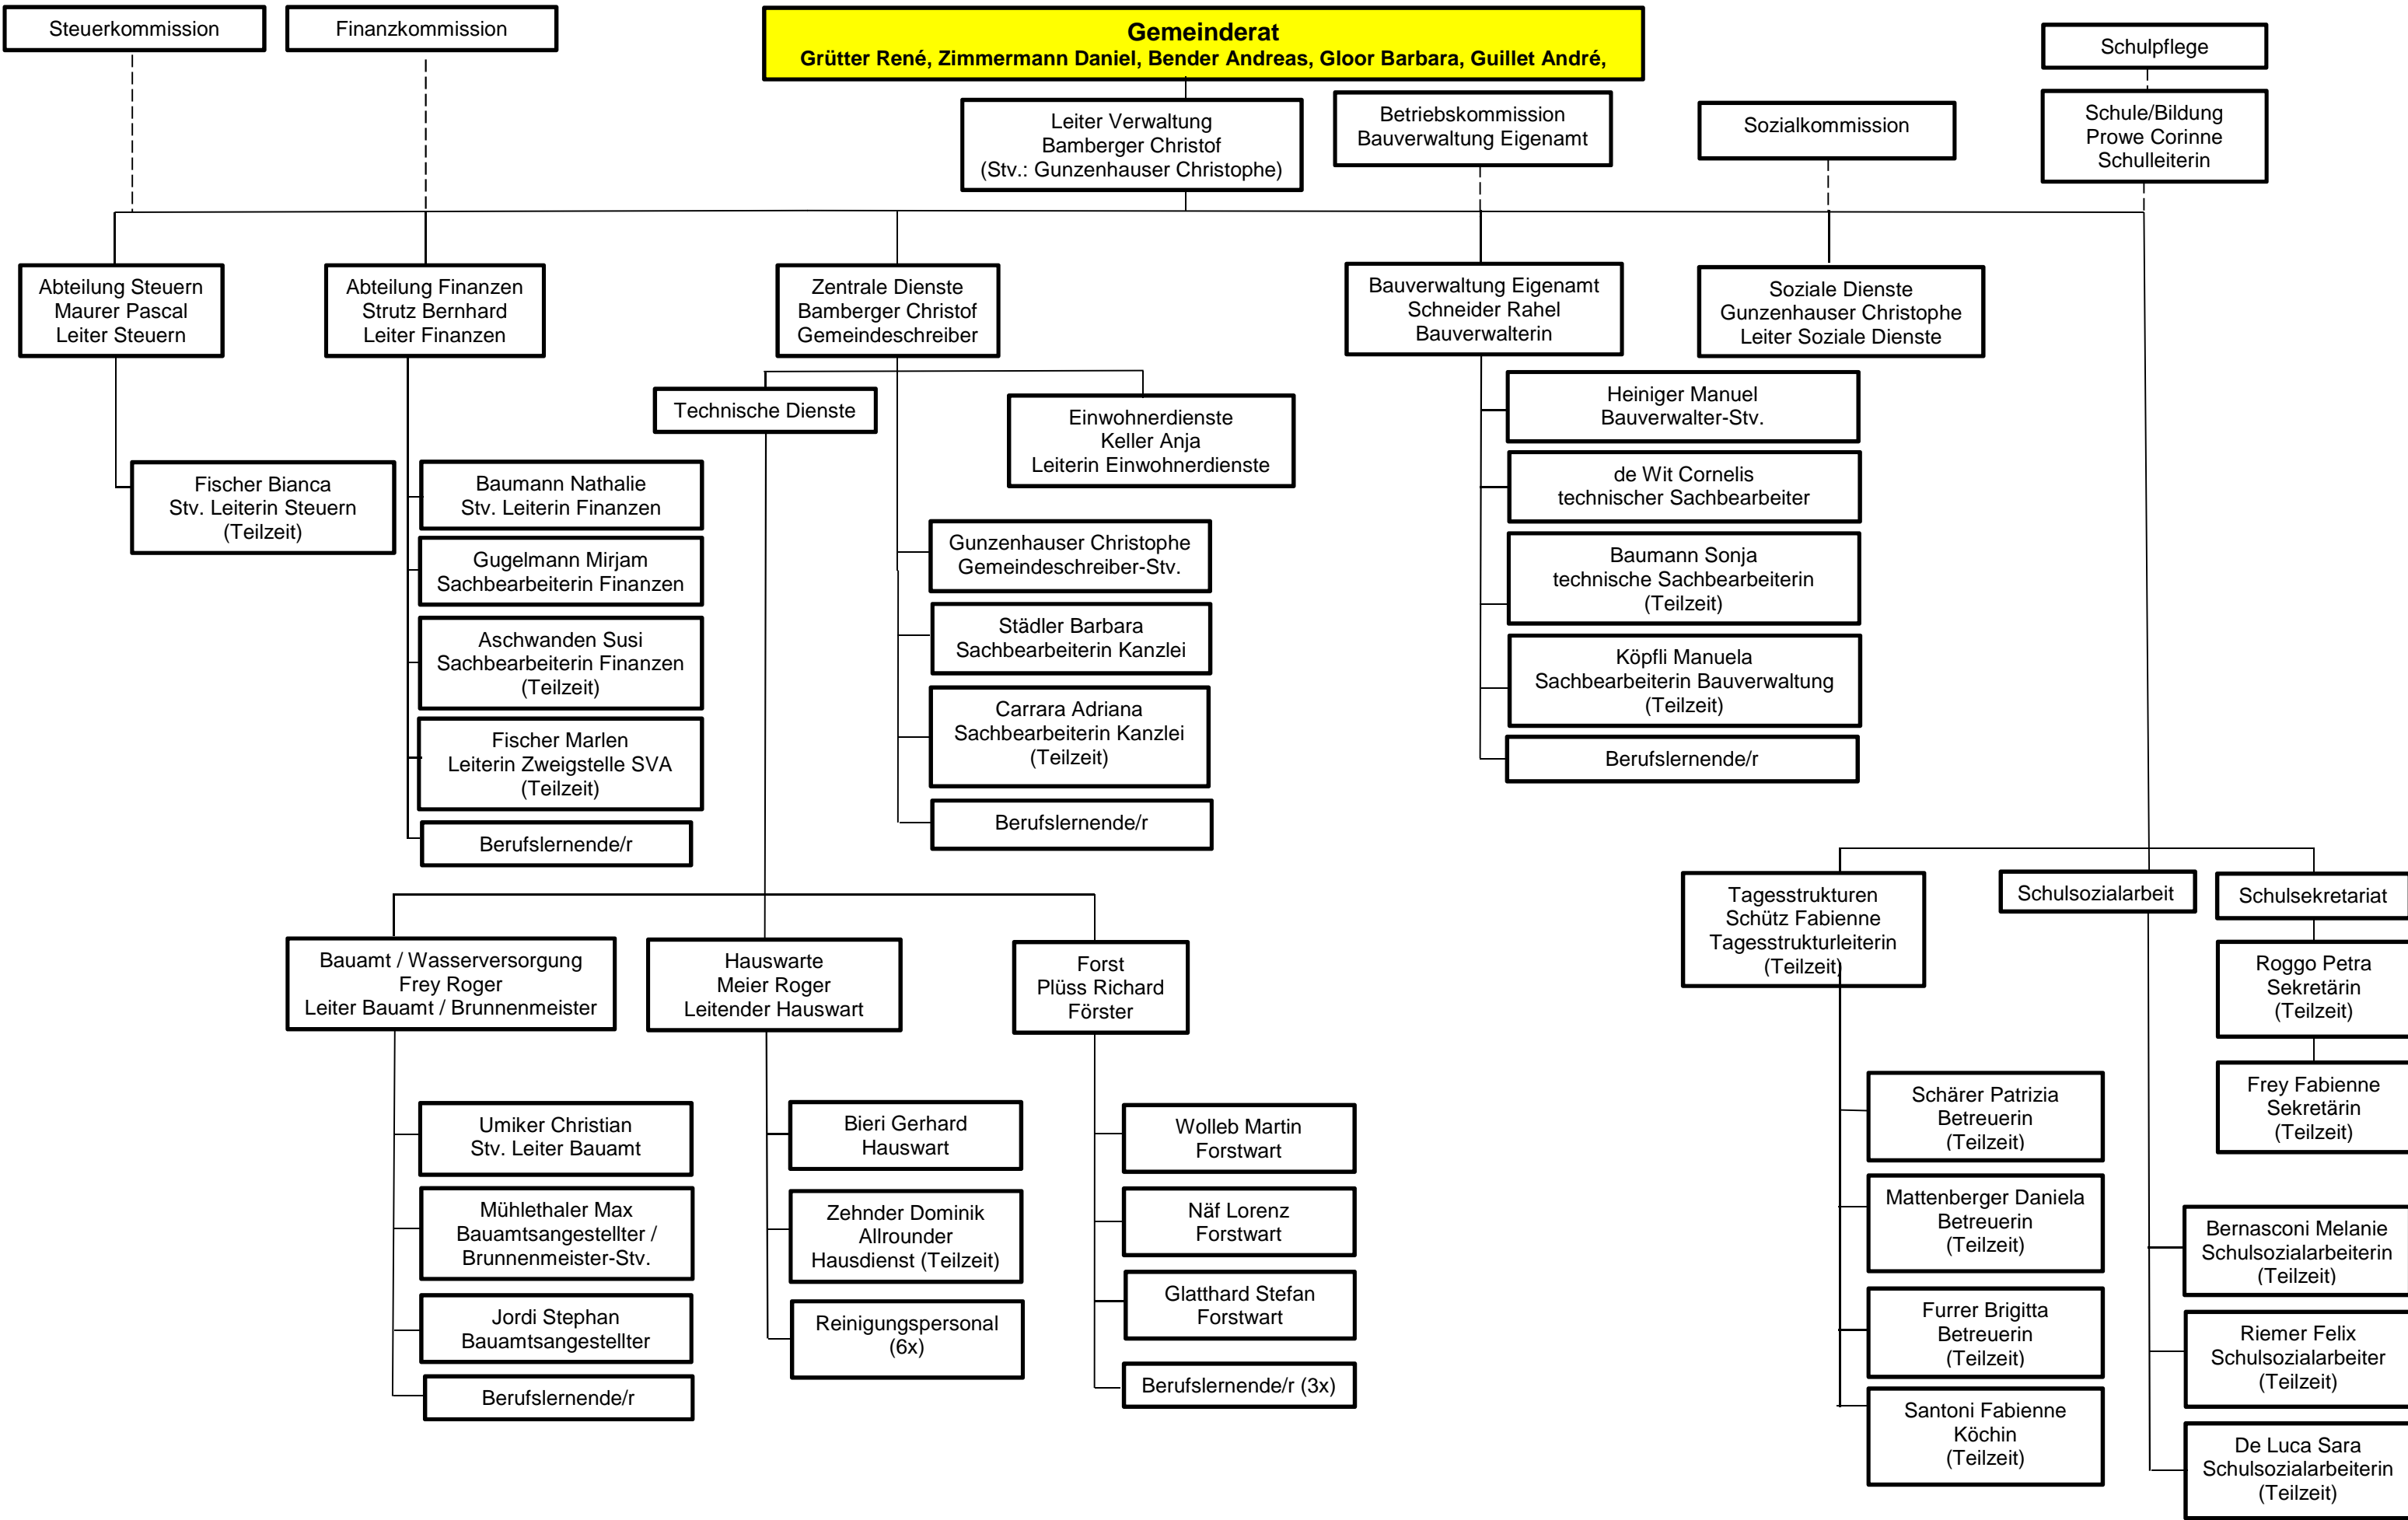 Steuerkommission
Finanzkommission
Gemeinderat
Grütter René, Zimmermann Daniel, Bender Andreas, Gloor Barbara, Guillet André,
Schulpflege
Leiter Verwaltung
Bamberger Christof
(Stv.: Gunzenhauser Christophe)
Betriebskommission
Bauverwaltung Eigenamt
Sozialkommission
Schule/Bildung
Prowe Corinne
Schulleiterin
Abteilung Steuern
Maurer Pascal
Leiter Steuern
Abteilung Finanzen
Strutz Bernhard
Leiter Finanzen
Zentrale Dienste
Bamberger Christof
Gemeindeschreiber
Bauverwaltung Eigenamt
Schneider Rahel
Bauverwalterin
Soziale Dienste
Gunzenhauser Christophe
Leiter Soziale Dienste
Technische Dienste
Einwohnerdienste
Keller Anja
Leiterin Einwohnerdienste
Fischer Bianca
Stv. Leiterin Steuern
(Teilzeit)
Baumann Nathalie
Stv. Leiterin Finanzen
Gugelmann Mirjam
Sachbearbeiterin Finanzen
Aschwanden Susi
Sachbearbeiterin Finanzen
(Teilzeit)
Fischer Marlen
Leiterin Zweigstelle SVA
(Teilzeit)
Berufslernende/r
Gunzenhauser Christophe
Gemeindeschreiber-Stv.
Städler Barbara
Sachbearbeiterin Kanzlei
Carrara Adriana
Sachbearbeiterin Kanzlei
(Teilzeit)
Berufslernende/r
Heiniger Manuel
Bauverwalter-Stv.
de Wit Cornelis
technischer Sachbearbeiter
Baumann Sonja
technische Sachbearbeiterin
(Teilzeit)
Köpfli Manuela
Sachbearbeiterin Bauverwaltung
(Teilzeit)
Berufslernende/r
Tagesstrukturen
Schütz Fabienne
Tagesstrukturleiterin
(Teilzeit)
Schulsozialarbeit
Schulsekretariat
Roggo Petra
Sekretärin
(Teilzeit)
Frey Fabienne
Sekretärin
(Teilzeit)
Bauamt / Wasserversorgung
Frey Roger
Leiter Bauamt / Brunnenmeister
Hauswarte
Meier Roger
Leitender Hauswart
Forst
Plüss Richard
Förster
Umiker Christian
Stv. Leiter Bauamt
Mühlethaler Max
Bauamtsangestellter /
Brunnenmeister-Stv.
Jordi Stephan
Bauamtsangestellter
Berufslernende/r
Bieri Gerhard
Hauswart
Zehnder Dominik
Allrounder
Hausdienst (Teilzeit)
Reinigungspersonal
(6x)
Wolleb Martin
Forstwart
Näf Lorenz
Forstwart
Glatthard Stefan
Forstwart
Berufslernende/r (3x)
Schärer Patrizia
Betreuerin
(Teilzeit)
Mattenberger Daniela
Betreuerin
(Teilzeit)
Furrer Brigitta
Betreuerin
(Teilzeit)
Santoni Fabienne
Köchin
(Teilzeit)
Bernasconi Melanie
Schulsozialarbeiterin
(Teilzeit)
Riemer Felix
Schulsozialarbeiter
(Teilzeit)
De Luca Sara
Schulsozialarbeiterin
(Teilzeit)